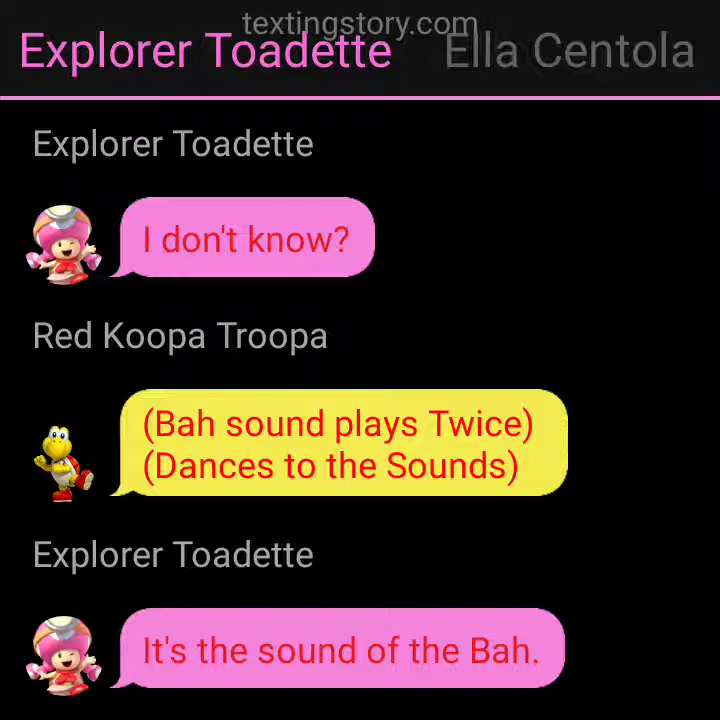 textingstory.com
Explorer Toadette Ella Centola
Explorer Toadette
I don't know?
Red Koopa Troopa
(Bah sound plays Twice)
(Dances to the Sounds)
Explorer Toadette
It's the sound of the Bah.